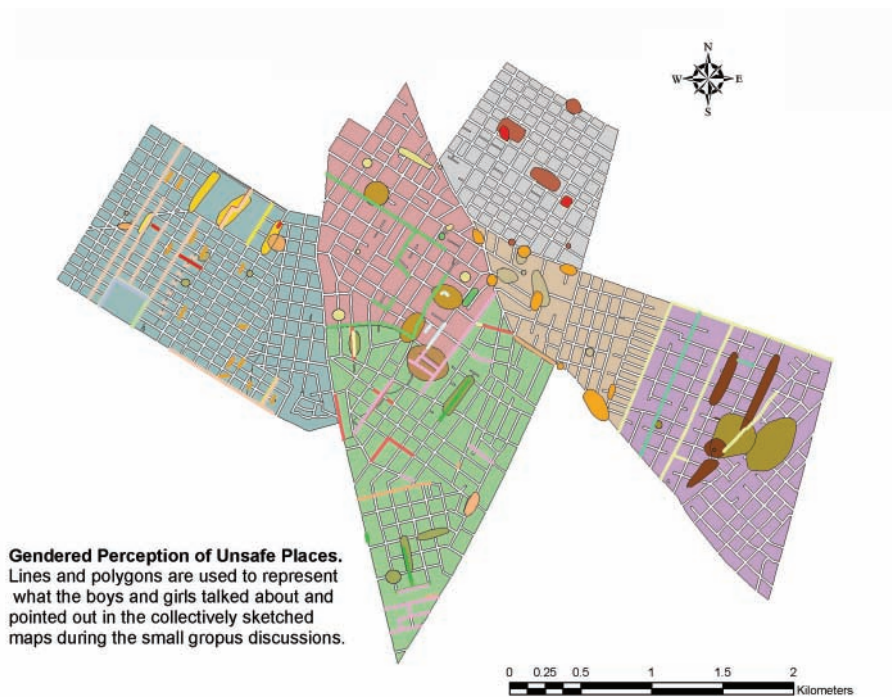 N
W E
S
Gendered Perception of Unsafe Places.
Lines and polygons are used to represent
what the boys and girls talked about and
pointed out in the collectively sketched
maps during the small gropus discussions.
0 0.25 0.5 1 1.5 2
Kilometers